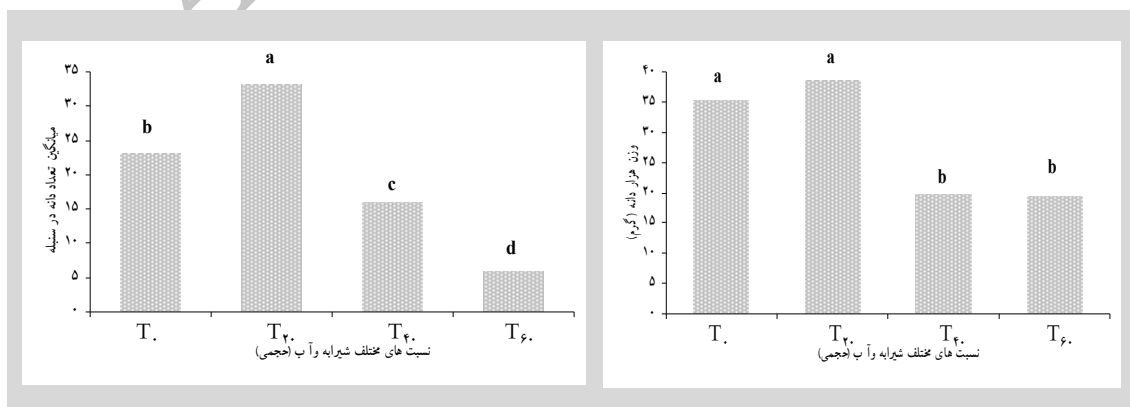 a
b
c
d
۳۵
۳۰
۲۵
۲۰
۱۵
۱۰
۵
۰
میانگین تعداد دانه در سنبله
T۰ T۲۰ T۴۰ T۶۰
نسبت های مختلف شیرابه وآ ب (حجمی)
a
a
b
b
۴۰
۳۵
۳۰
۲۵
۲۰
۱۵
۱۰
۵
۰
وزن هزار دانه (گرم)
T۰ T۲۰ T۴۰ T۶۰
نسبت های مختلف شیرابه وآ ب (حجمی)